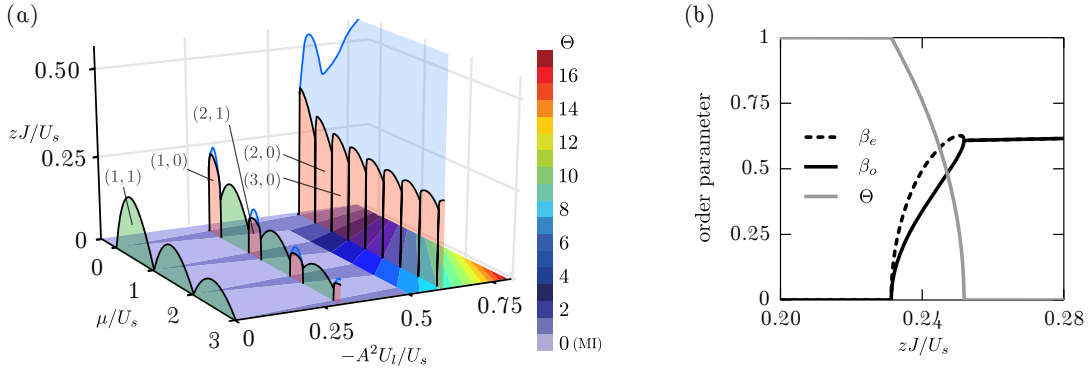 (a)
0.50
zJ/U_s
0.25
0
(1,1)
(1,0)
(2,1)
(2,0)
(3,0)
0
1
2
3
μ/U_s
0
0.25
0.5
0.75
−A²U_l/U_s
Θ
16
14
12
10
8
6
4
2
0 (MI)
(b)
order parameter
1
0.75
0.5
0.25
0
β_e
β_o
Θ
0.20
0.24
0.28
zJ/U_s